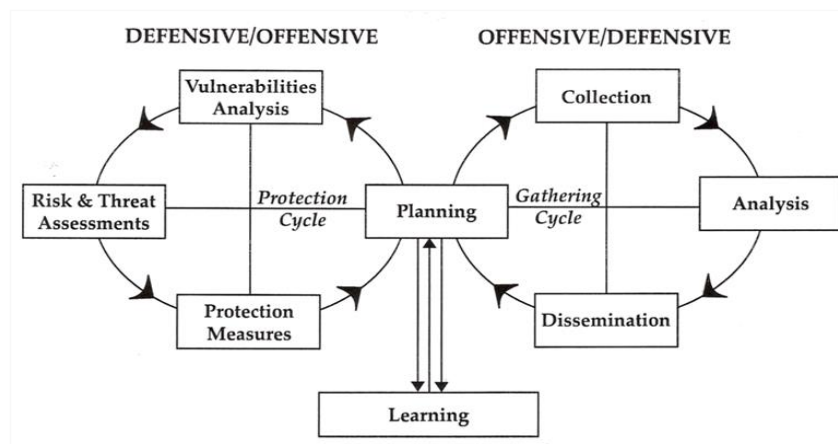 DEFENSIVE/OFFENSIVE
OFFENSIVE/DEFENSIVE
Vulnerabilities
Analysis
Collection
Risk & Threat
Assessments
Protection
Cycle
Planning
Gathering
Cycle
Analysis
Protection
Measures
Dissemination
Learning